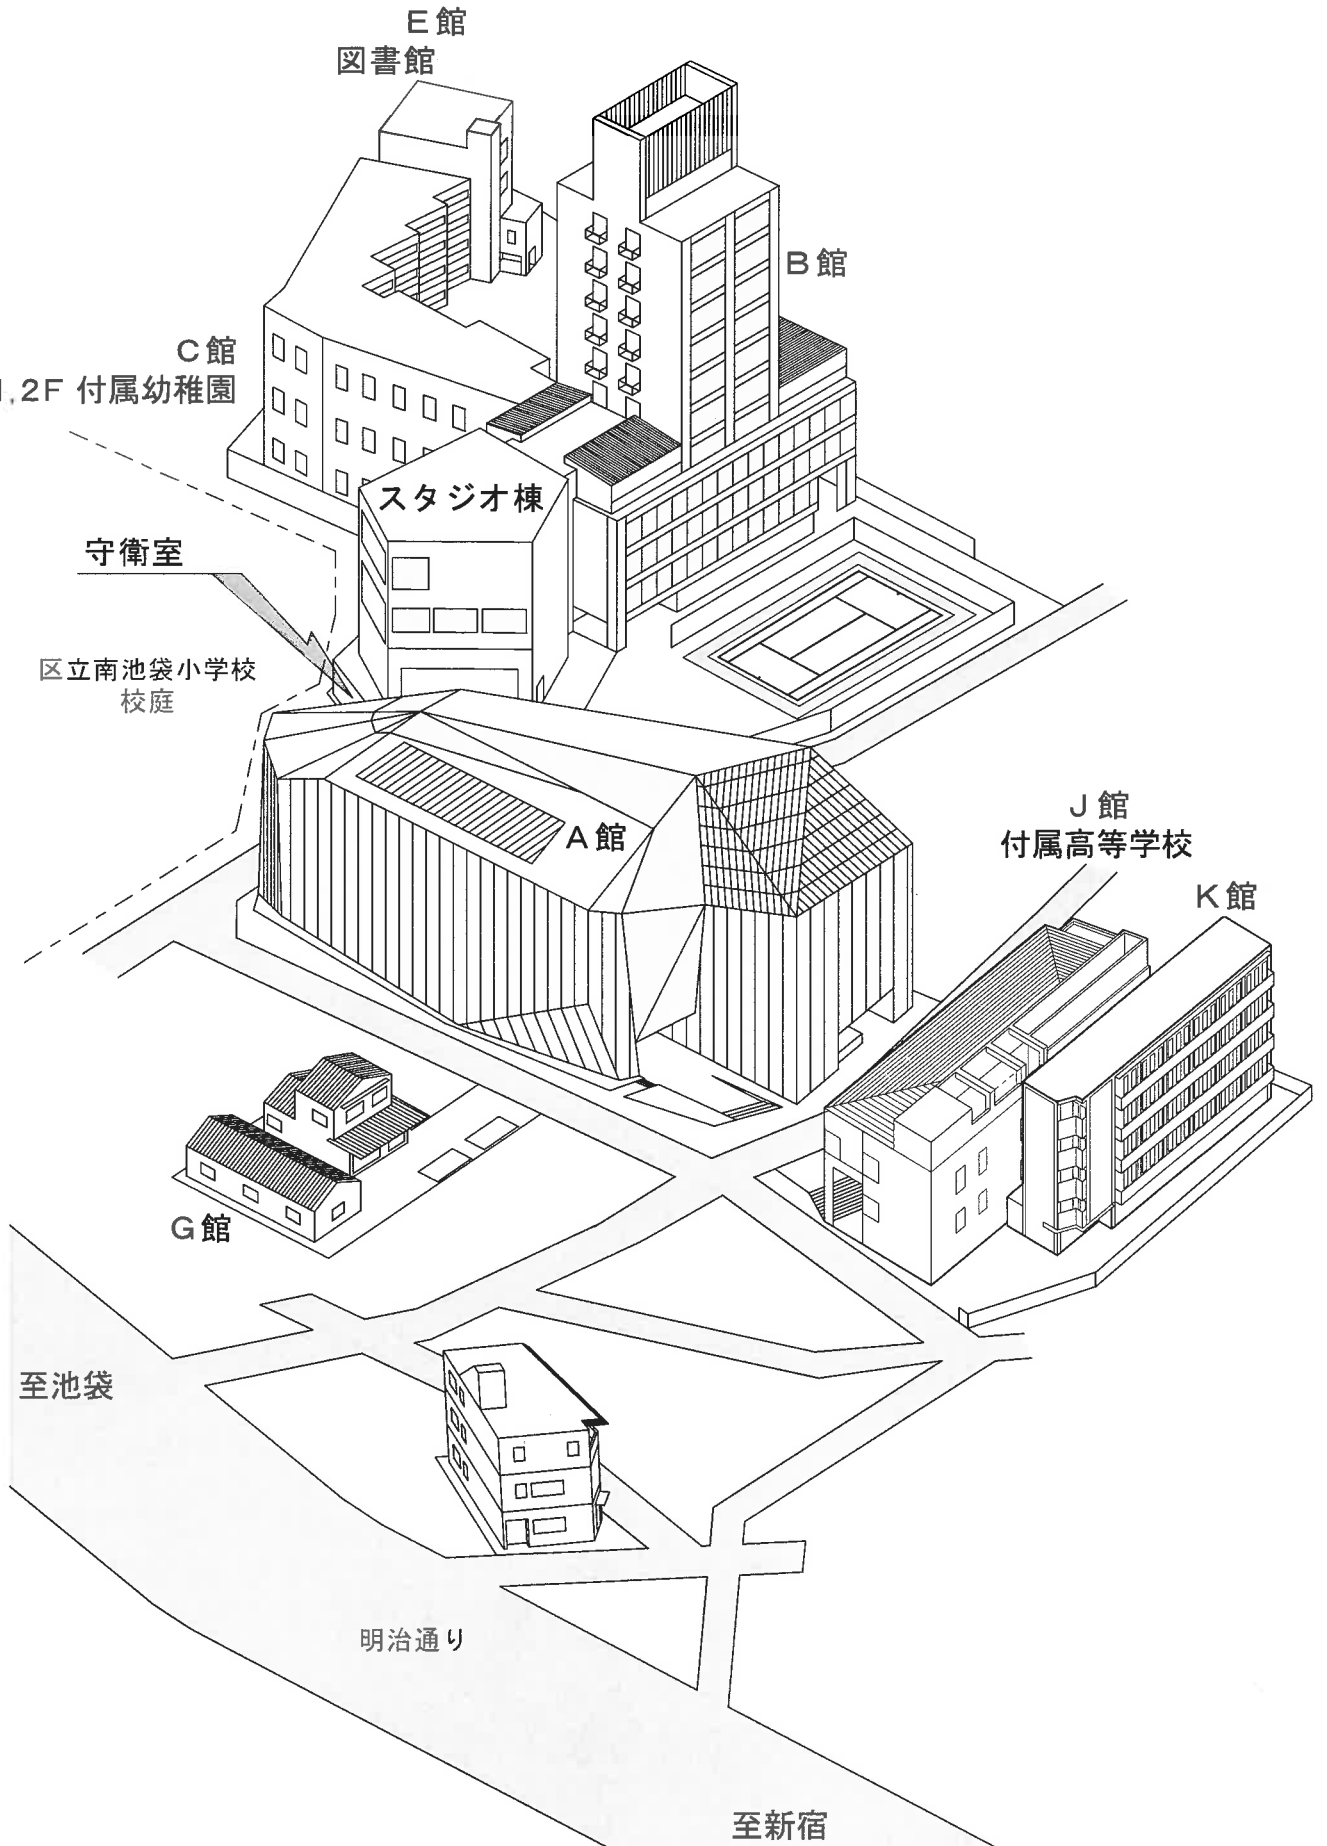 E館
図書館
B館
C館
1,2F 付属幼稚園
スタジオ棟
守衛室
区立南池袋小学校
校庭
A館
J館
付属高等学校
K館
G館
至池袋
明治通り
至新宿